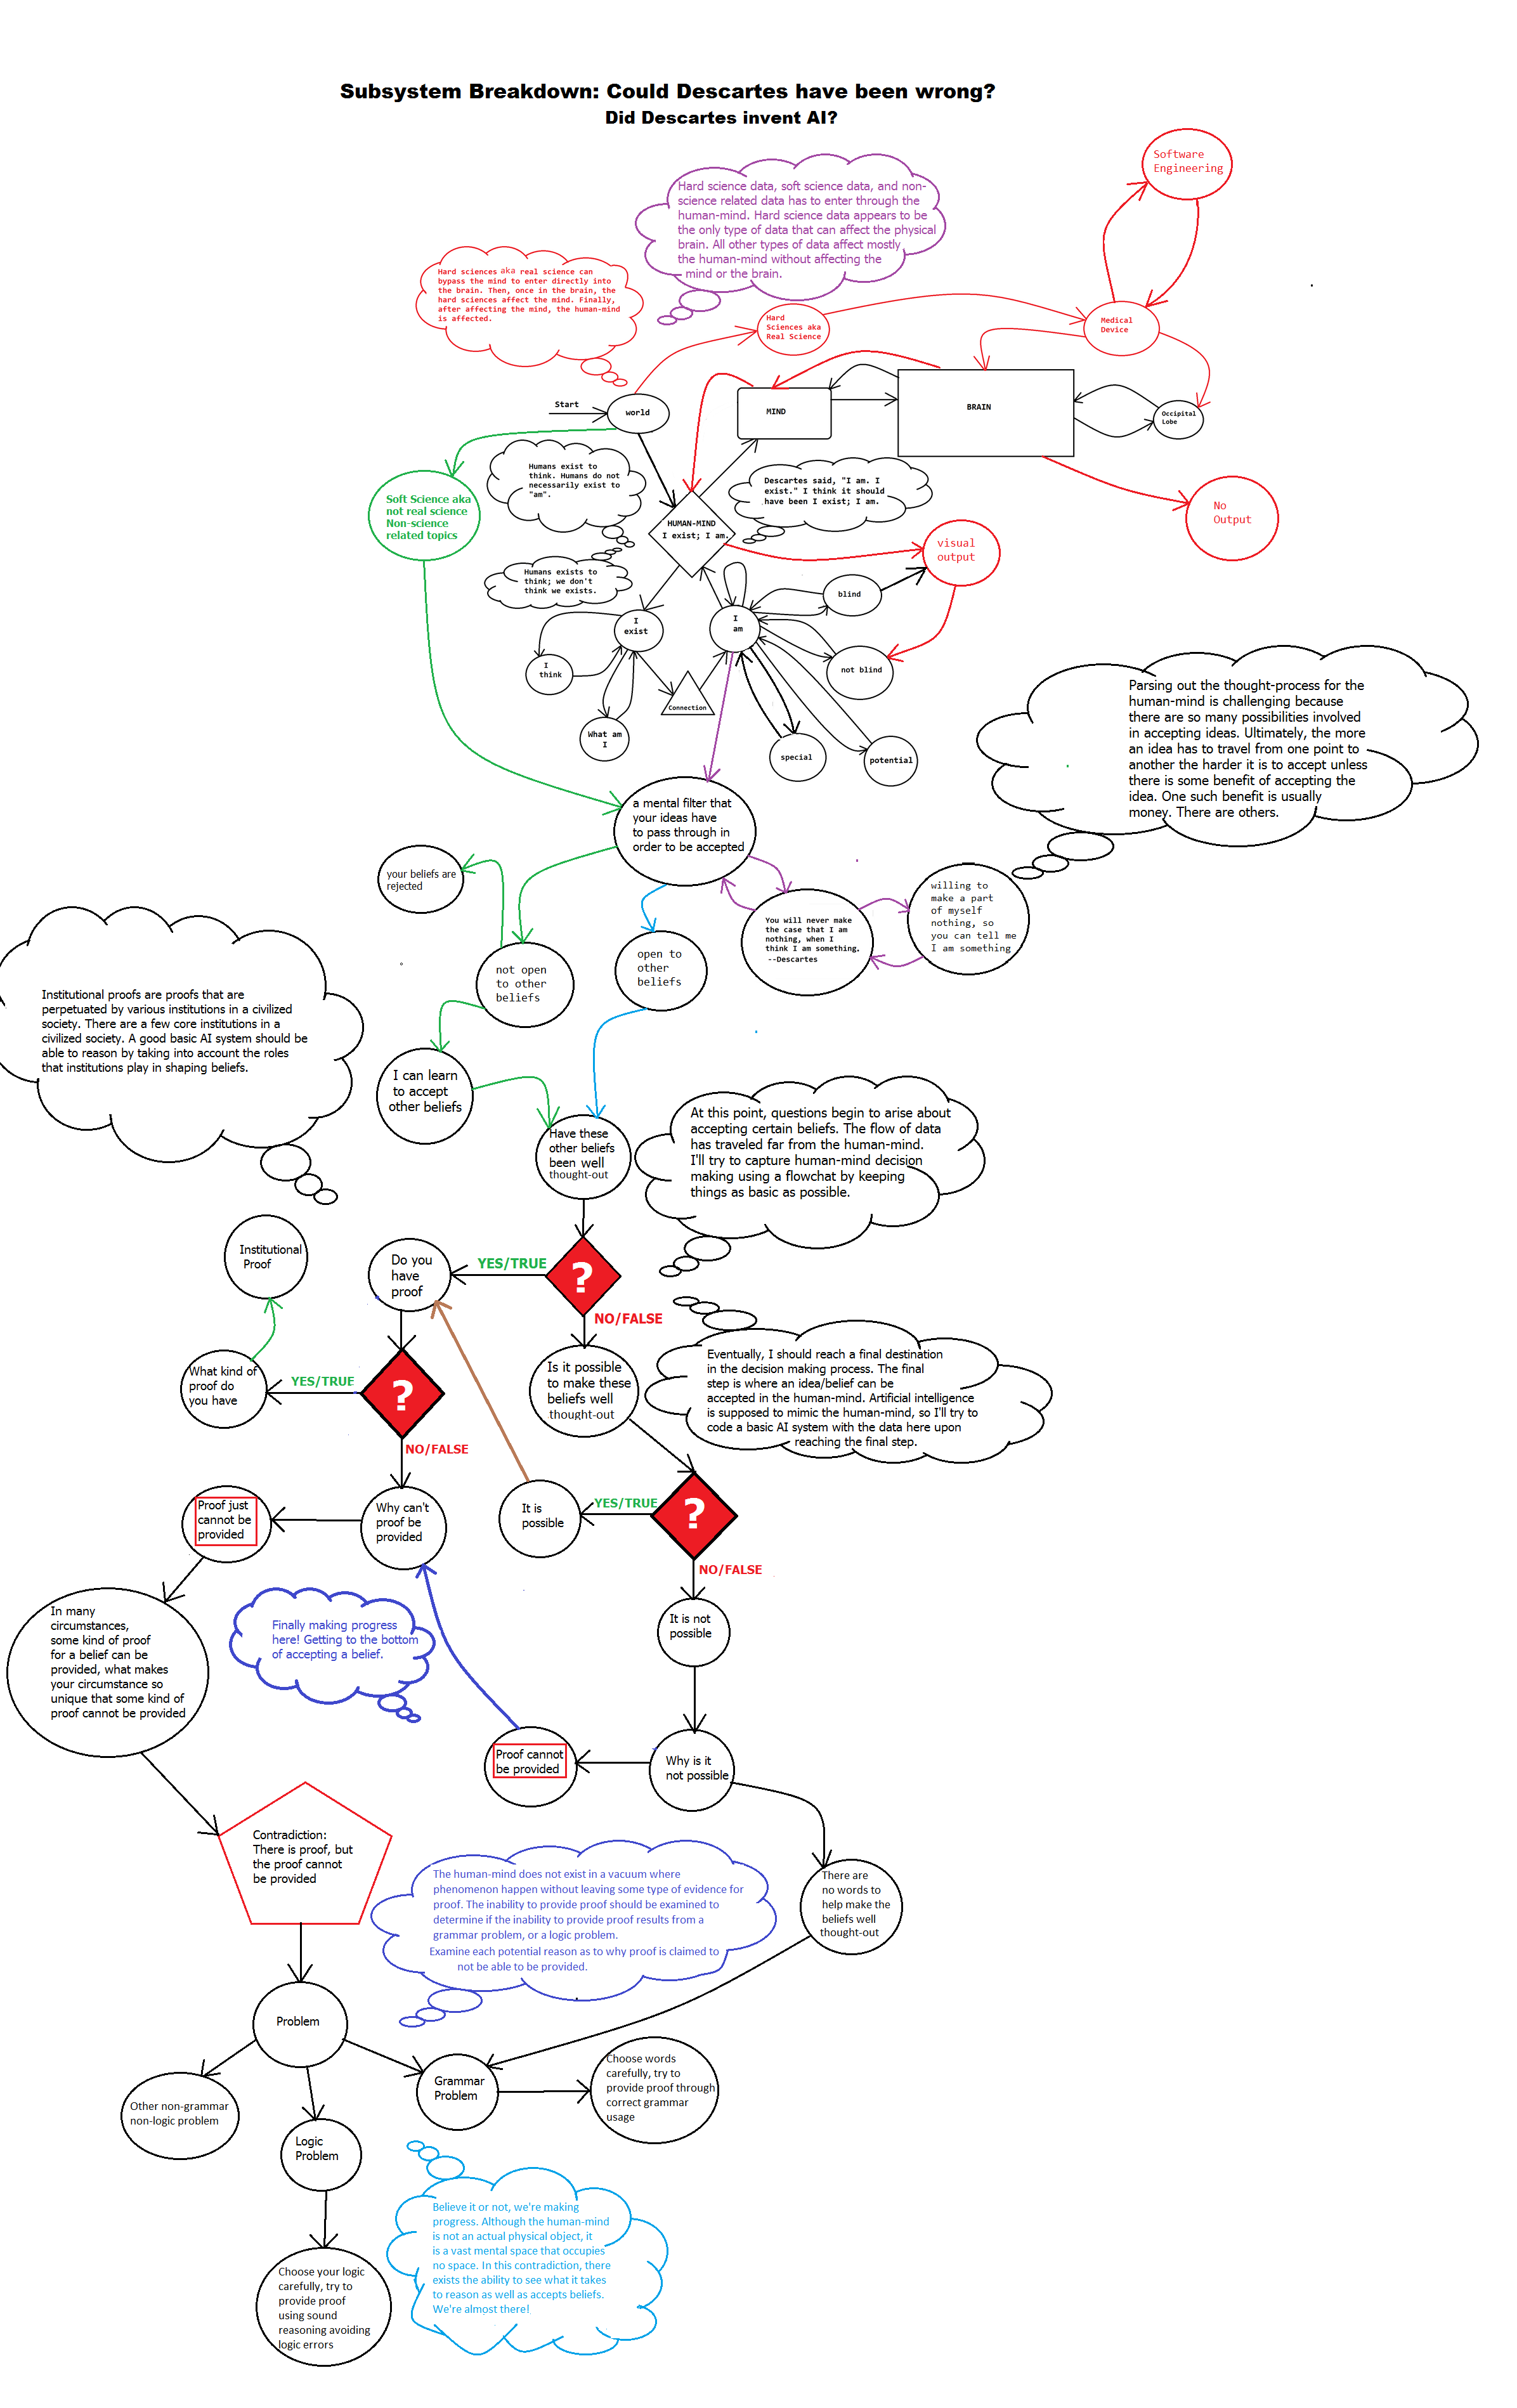 Subsystem Breakdown: Could Descartes have been wrong?
Did Descartes invent AI?
Software
Engineering
Hard science data, soft science data, and non-
science related data has to enter through the
human-mind. Hard science data appears to be
the only type of data that can affect the physical
brain. All other types of data affect mostly
the human-mind without affecting the
mind or the brain.
Hard sciences aka real science can
bypass the mind to enter directly into
the brain. Then, once in the brain, the
hard sciences affect the mind. Finally,
after affecting the mind, the human-mind
is affected.
Hard
Sciences aka
Real Science
Medical
Device
Start
world
MIND
BRAIN
Occipital
Lobe
Humans exist to
think. Humans do not
necessarily exist to
"am".
Descartes said, "I am. I
exist." I think it should
have been I exist; I am.
Soft Science aka
not real science
Non-science
related topics
No
Output
HUMAN-MIND
I exist; I am.
visual
output
Humans exists to
think; we don't
think we exists.
blind
I
exist
I
am
I
think
not blind
Connection
What am
I
special
potential
Parsing out the thought-process for the
human-mind is challenging because
there are so many possibilities involved
in accepting ideas. Ultimately, the more
an idea has to travel from one point to
another the harder it is to accept unless
there is some benefit of accepting the
idea. One such benefit is usually
money. There are others.
a mental filter that
your ideas have
to pass through in
order to be accepted
your beliefs are
rejected
You will never make
the case that I am
nothing, when I
think I am something.
--Descartes
willing to
make a part
of myself
nothing, so
you can tell me
I am something
not open
to other
beliefs
open to
other
beliefs
Institutional proofs are proofs that are
perpetuated by various institutions in a civilized
society. There are a few core institutions in a
civilized society. A good basic AI system should be
able to reason by taking into account the roles
that institutions play in shaping beliefs.
I can learn
to accept
other beliefs
Have these
other beliefs
been well
thought-out
At this point, questions begin to arise about
accepting certain beliefs. The flow of data
has traveled far from the human-mind.
I'll try to capture human-mind decision
making using a flowchat by keeping
things as basic as possible.
Institutional
Proof
Do you
have
proof
YES/TRUE
?
NO/FALSE
What kind of
proof do
you have
YES/TRUE
?
NO/FALSE
Is it possible
to make these
beliefs well
thought-out
Eventually, I should reach a final destination
in the decision making process. The final
step is where an idea/belief can be
accepted in the human-mind. Artificial intelligence
is supposed to mimic the human-mind, so I'll try to
code a basic AI system with the data here upon
reaching the final step.
Proof just
cannot be
provided
Why can't
proof be
provided
It is
possible
YES/TRUE
?
NO/FALSE
In many
circumstances,
some kind of proof
for a belief can be
provided, what makes
your circumstance so
unique that some kind of
proof cannot be provided
Finally making progress
here! Getting to the bottom
of accepting a belief.
It is not
possible
Proof cannot
be provided
Why is it
not possible
Contradiction:
There is proof, but
the proof cannot
be provided
The human-mind does not exist in a vacuum where
phenomenon happen without leaving some type of evidence for
proof. The inability to provide proof should be examined to
determine if the inability to provide proof results from a
grammar problem, or a logic problem.
Examine each potential reason as to why proof is claimed to
not be able to be provided.
There are
no words to
help make the
beliefs well
thought-out
Problem
Other non-grammar
non-logic problem
Grammar
Problem
Choose words
carefully, try to
provide proof through
correct grammar
usage
Logic
Problem
Believe it or not, we're making
progress. Although the human-mind
is not an actual physical object, it
is a vast mental space that occupies
no space. In this contradiction, there
exists the ability to see what it takes
to reason as well as accepts beliefs.
We're almost there!
Choose your logic
carefully, try to
provide proof
using sound
reasoning avoiding
logic errors